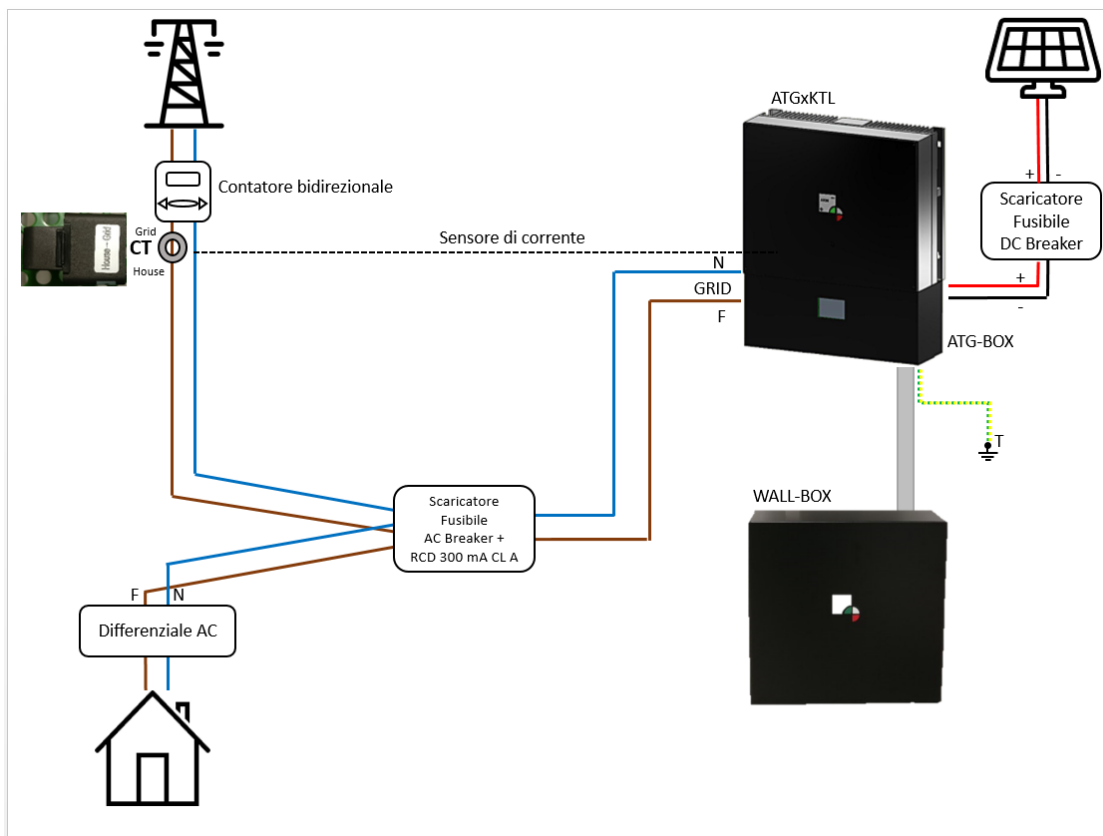 ATGxKTL
Contatore bidirezionale
+ -
Scaricatore
Fusibile
DC Breaker
House - Grid
Grid
CT
House
Sensore di corrente
N
GRID
F
+
-
ATG-BOX
T
WALL-BOX
Scaricatore
Fusibile
AC Breaker +
RCD 300 mA CL A
F N
Differenziale AC